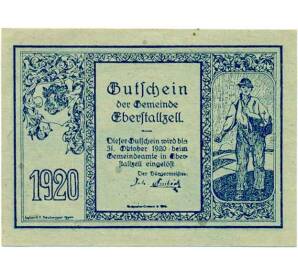 Gutschein
der Gemeinde
Eberstallzell.
Dieser Gutschein wird bis
31. Oktober 1920 beim
Gemeindeamte in Eber-
stallzell eingelöst.
Der Bürgermeister:
1920